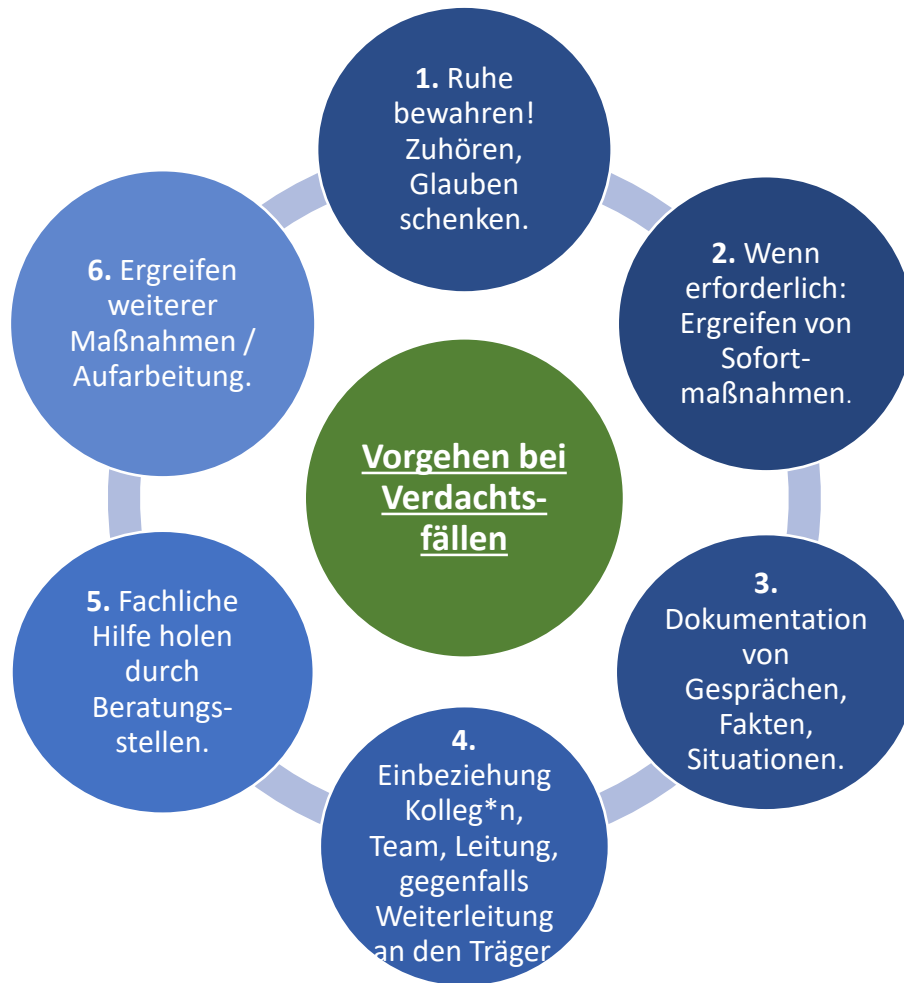 1. Ruhe
bewahren!
Zuhören,
Glauben
schenken.
2. Wenn
erforderlich:
Ergreifen von
Sofort-
maßnahmen.
3.
Dokumentation
von
Gesprächen,
Fakten,
Situationen.
4.
Einbeziehung
Kolleg*n,
Team, Leitung,
gegenfalls
Weiterleitung
an den Träger
5. Fachliche
Hilfe holen
durch
Beratungs-
stellen.
6. Ergreifen
weiterer
Maßnahmen /
Aufarbeitung.
Vorgehen bei
Verdachts-
fällen